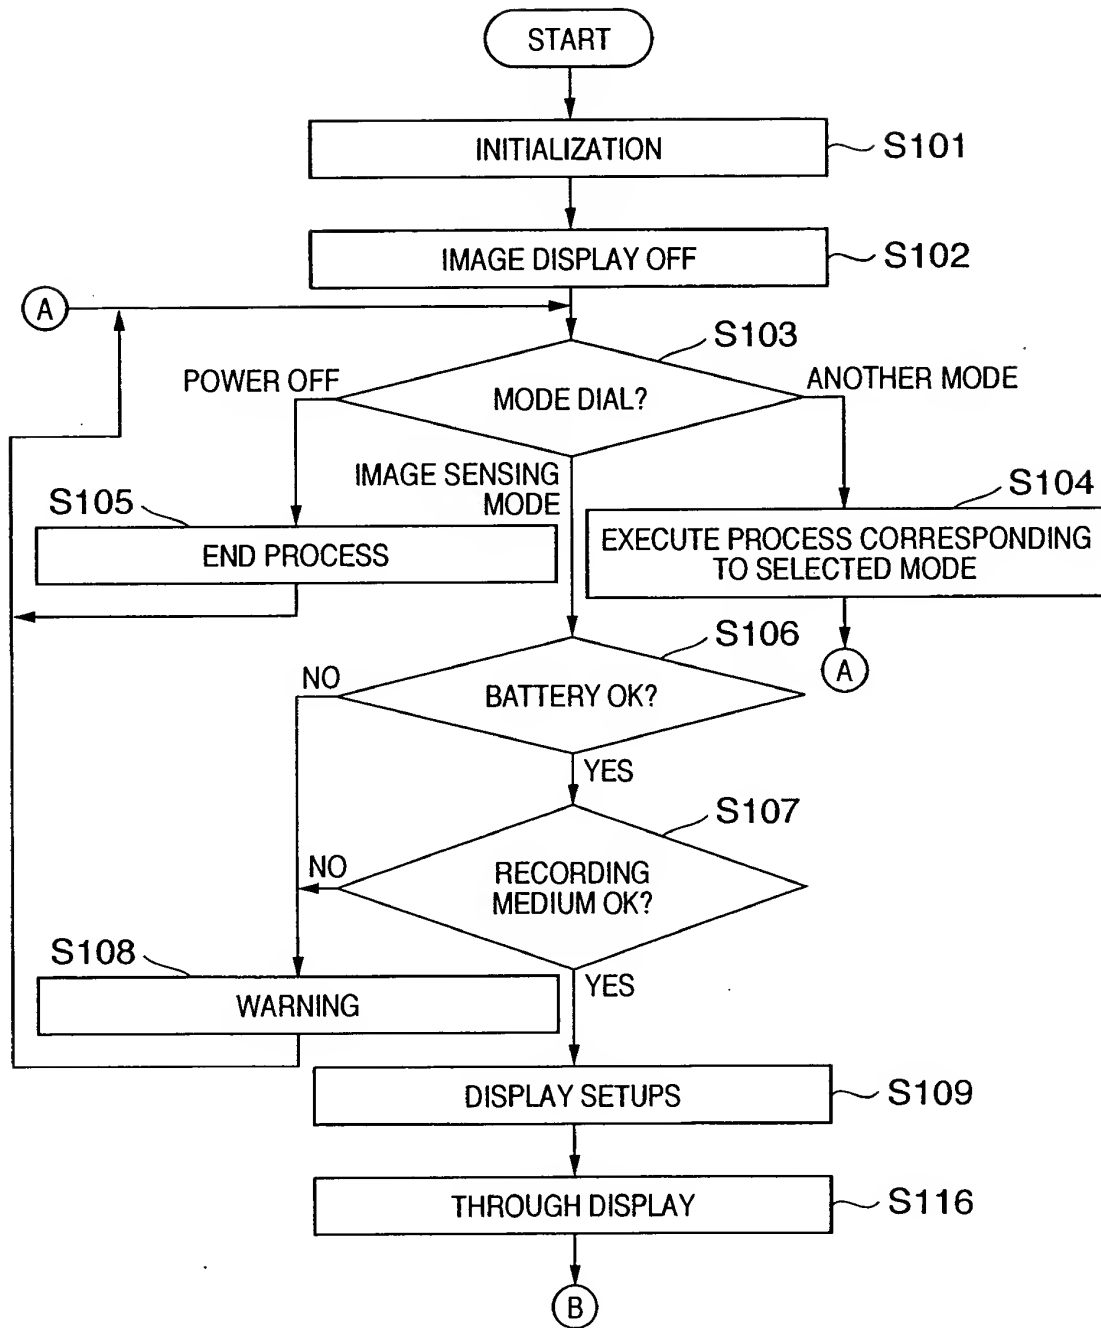 START
INITIALIZATION
S101
IMAGE DISPLAY OFF
S102
A
S103
POWER OFF
MODE DIAL?
ANOTHER MODE
IMAGE SENSING
MODE
S105
END PROCESS
S104
EXECUTE PROCESS CORRESPONDING
TO SELECTED MODE
A
S106
NO
BATTERY OK?
YES
S107
NO
RECORDING
MEDIUM OK?
YES
S108
WARNING
DISPLAY SETUPS
S109
THROUGH DISPLAY
S116
B